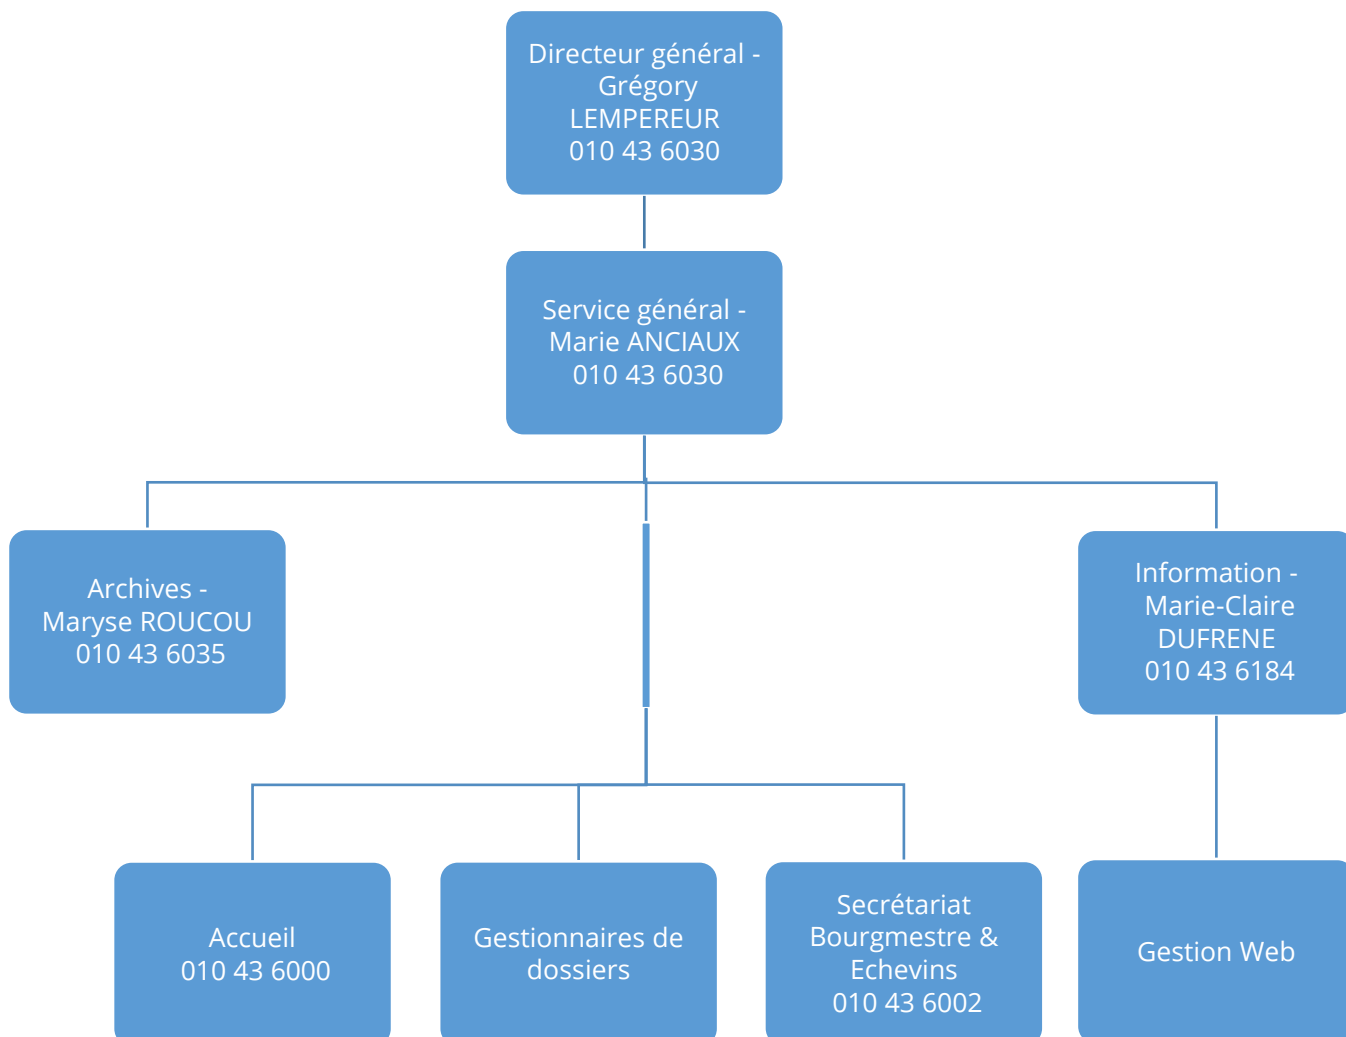 Directeur général -
Grégory
LEMPEREUR
010 43 6030
Service général -
Marie ANCIAUX
010 43 6030
Archives -
Maryse ROUCOU
010 43 6035
Information -
Marie-Claire
DUFRENE
010 43 6184
Accueil
010 43 6000
Gestionnaires de
dossiers
Secrétariat
Bourgmestre &
Echevins
010 43 6002
Gestion Web